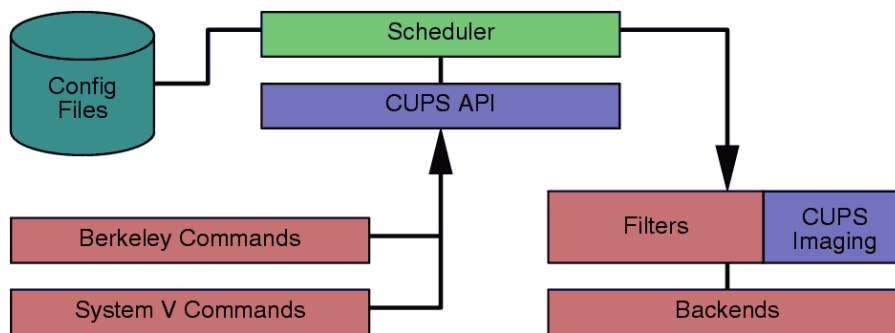 Scheduler
Config
Files
CUPS API
Berkeley Commands
Filters
CUPS
Imaging
System V Commands
Backends